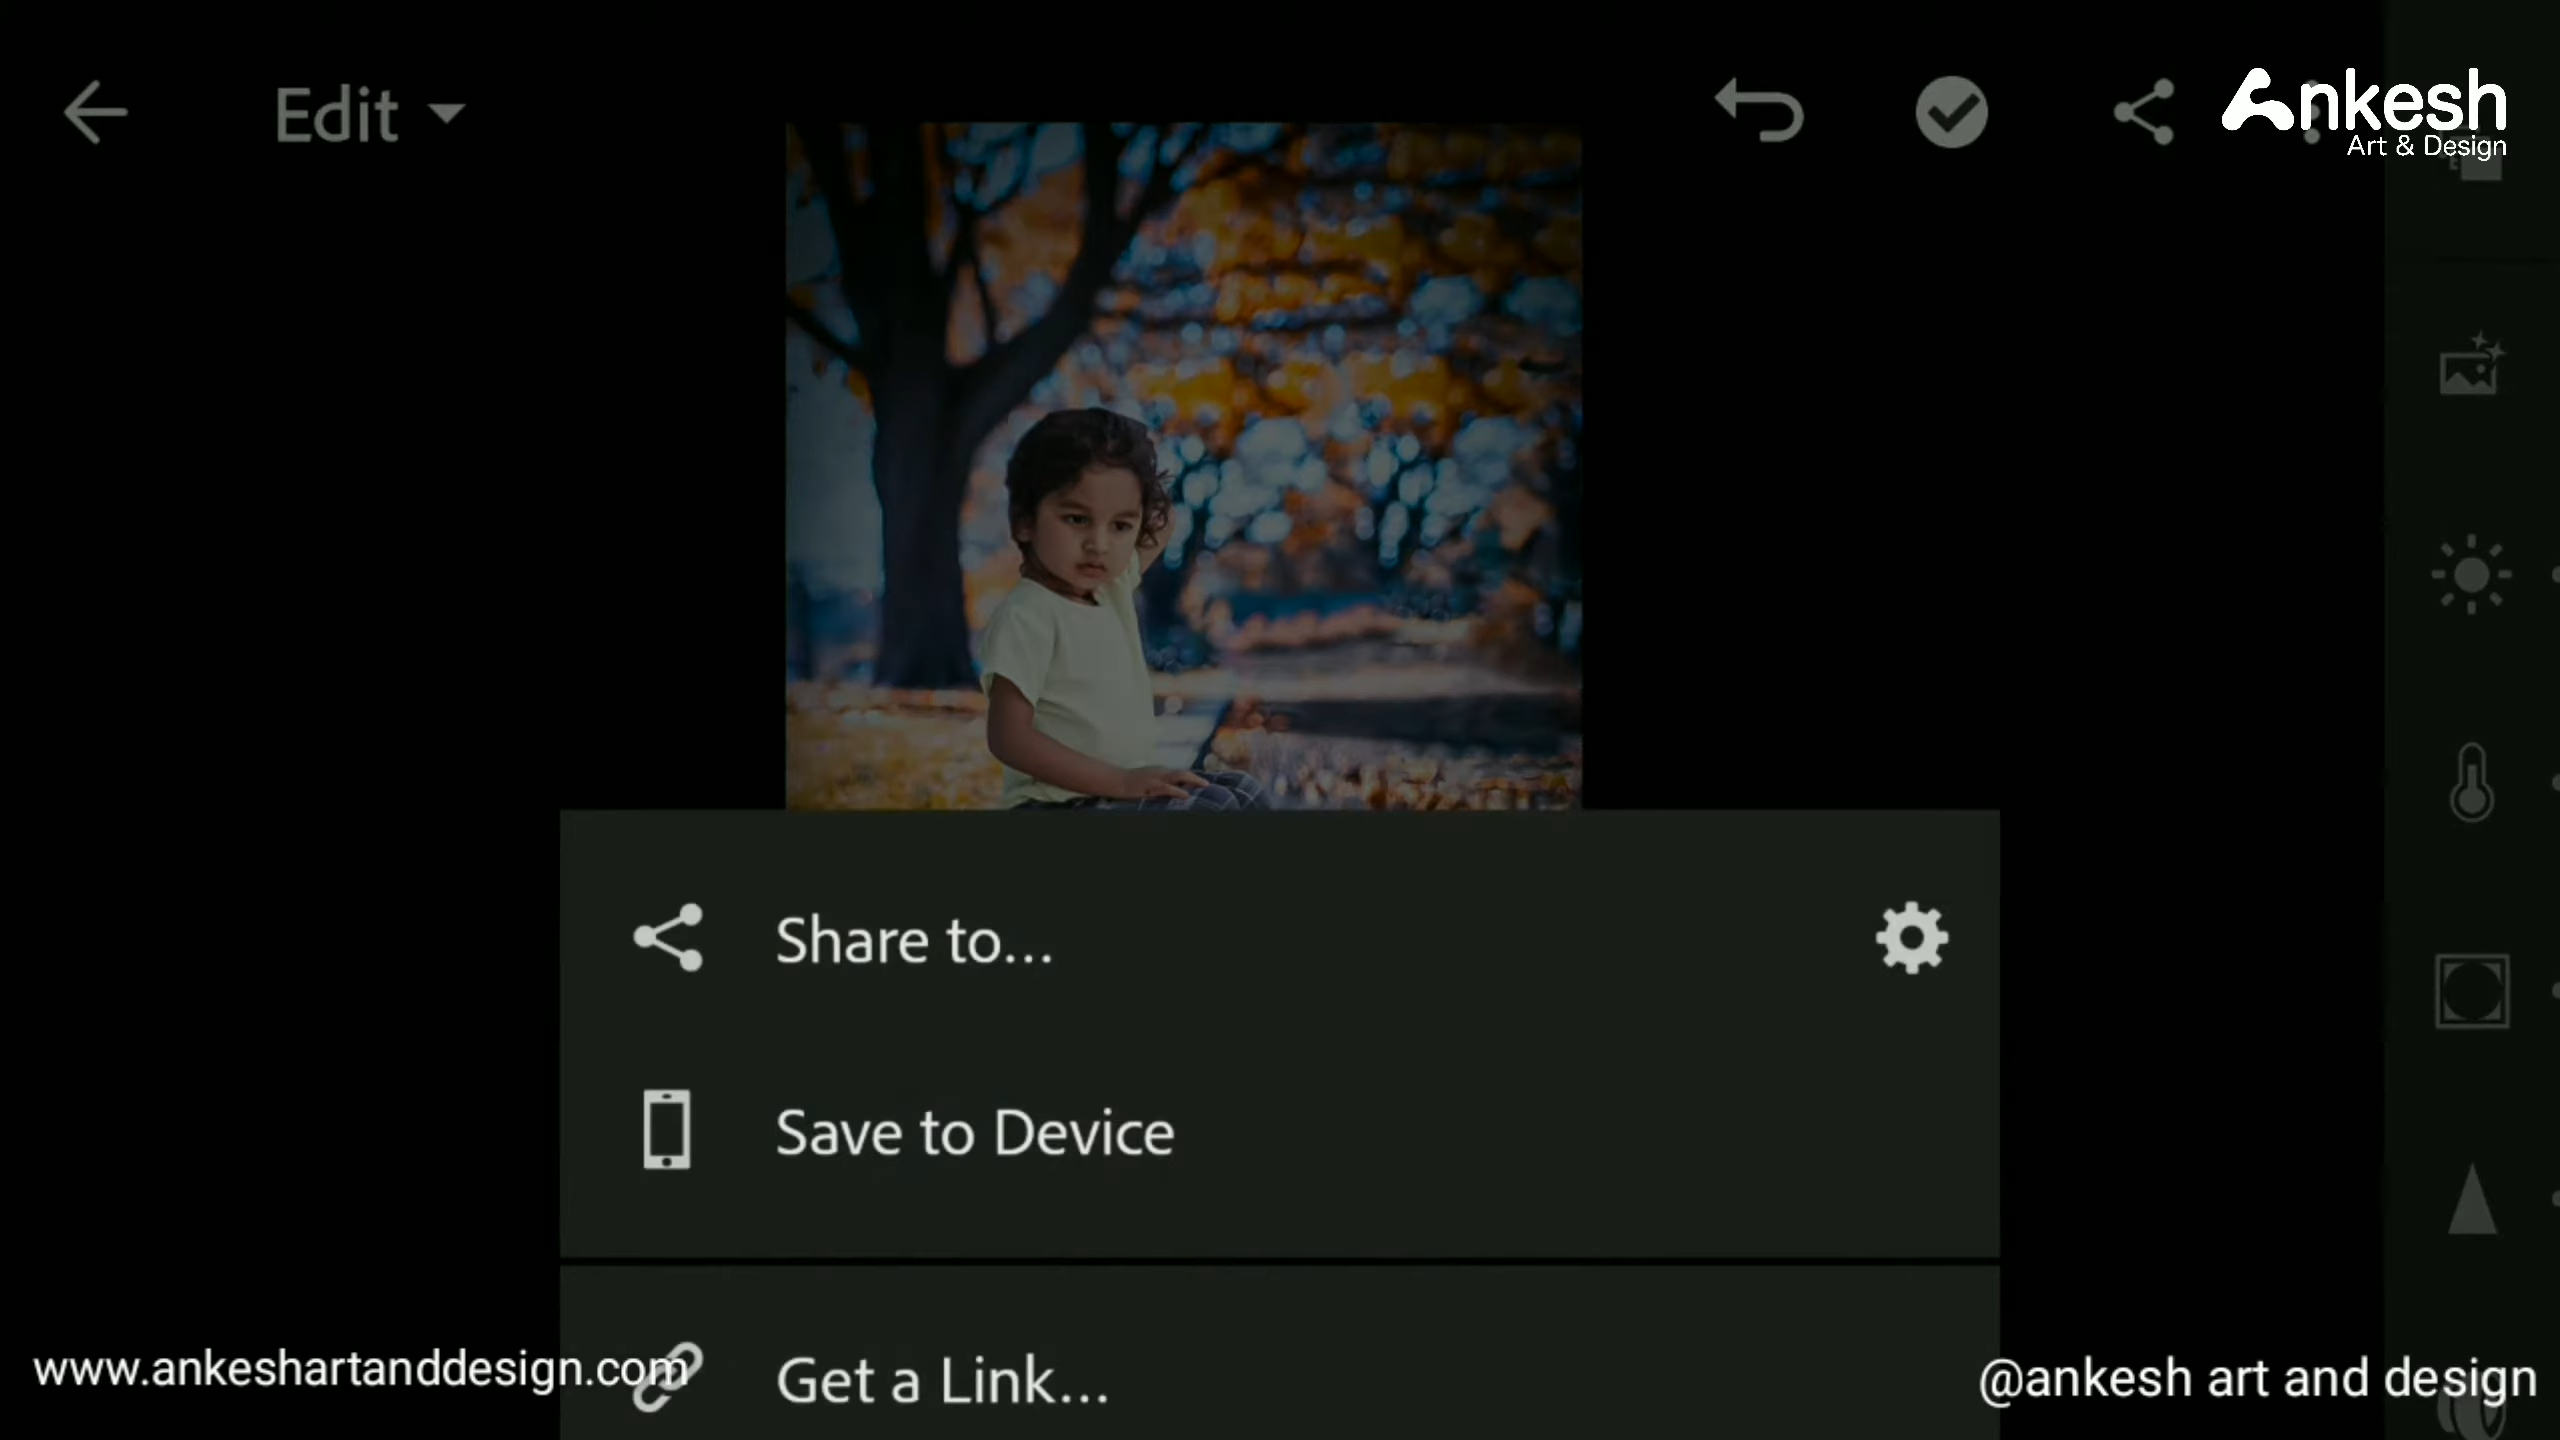 Edit
Ankesh
Art & Design
Share to...
Save to Device
Get a Link...
www.ankeshartanddesign.com
@ankesh art and design